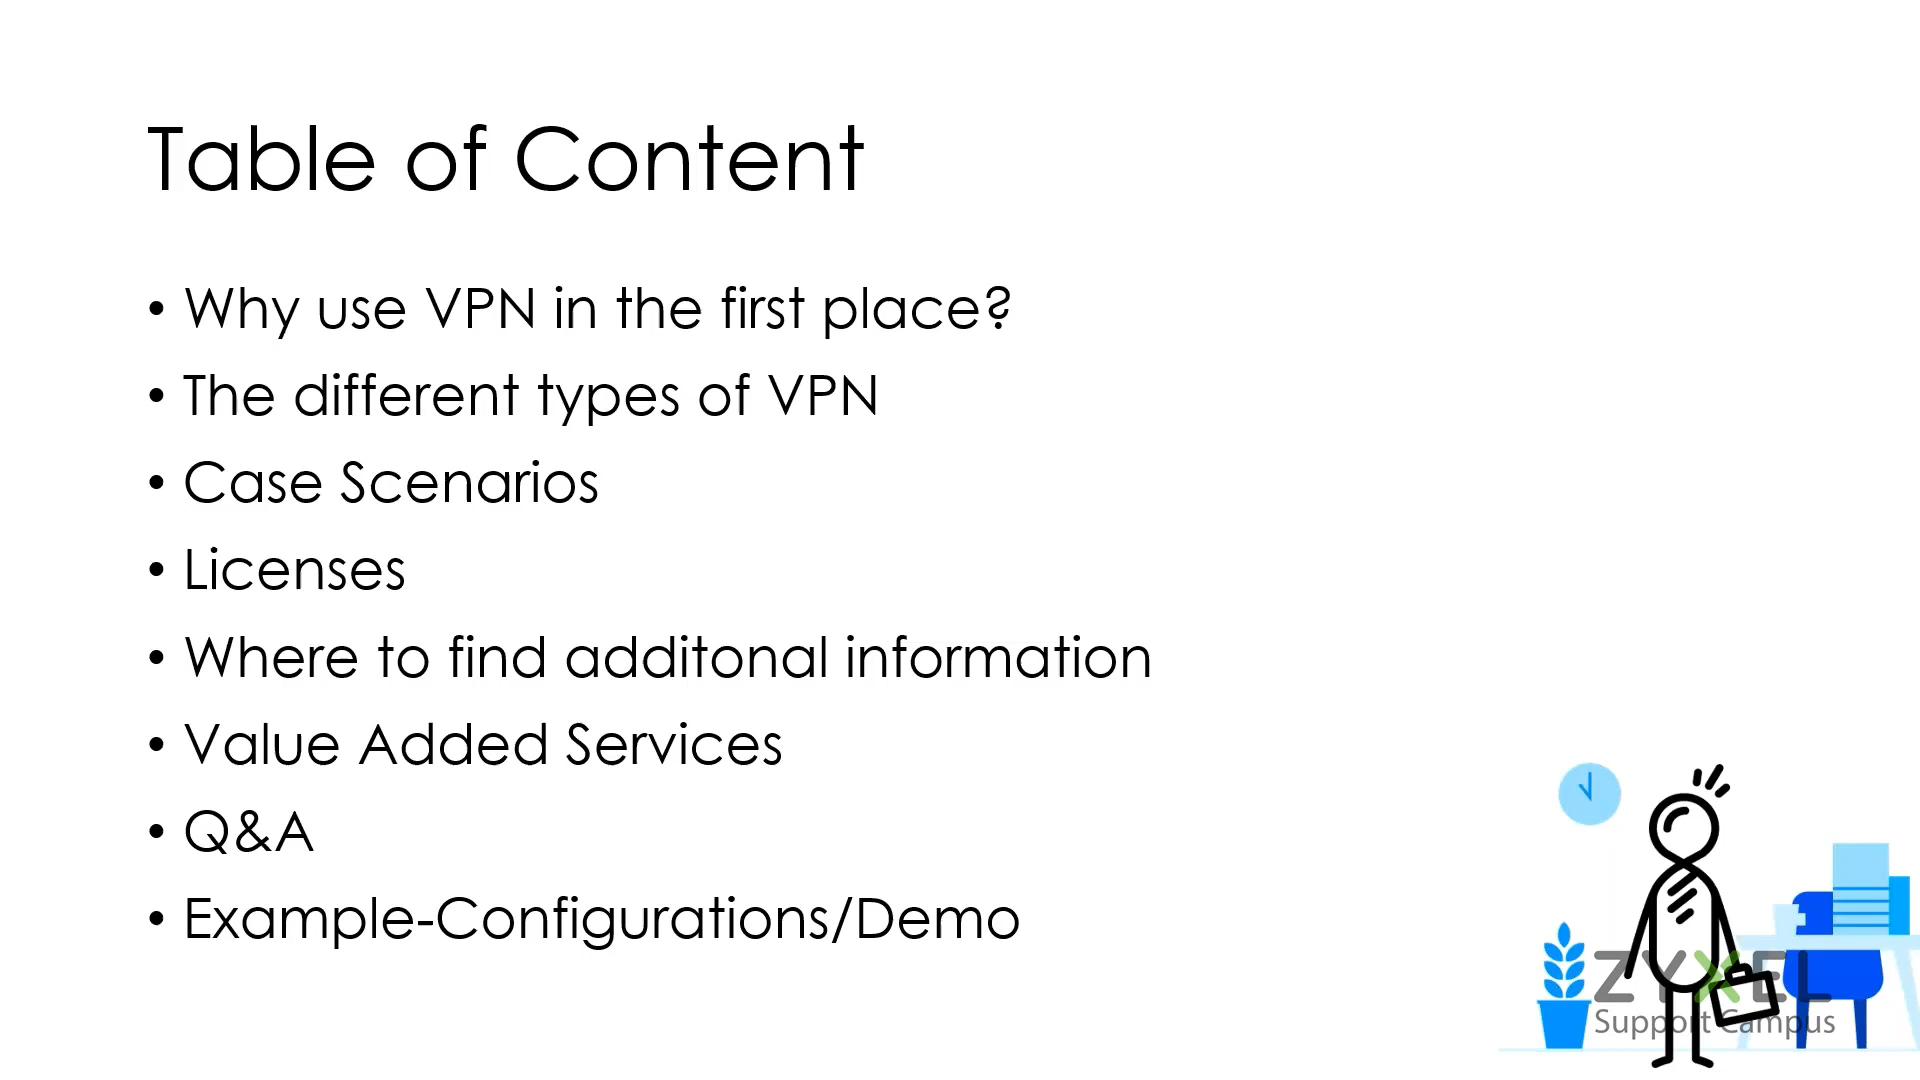 Table of Content
• Why use VPN in the first place?
• The different types of VPN
• Case Scenarios
• Licenses
• Where to find additonal information
• Value Added Services
• Q&A
• Example-Configurations/Demo
ZYXEL
Support Campus